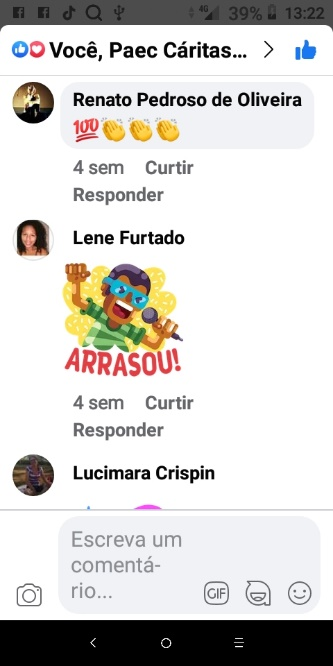 4G 39% 13:22
Você, Paec Cáritas...
Renato Pedroso de Oliveira
💯👏👏👏
4 sem Curtir
Responder
Lene Furtado
ARRASOU!
4 sem Curtir
Responder
Lucimara Crispin
Escreva um
comentá-
rio...
GIF